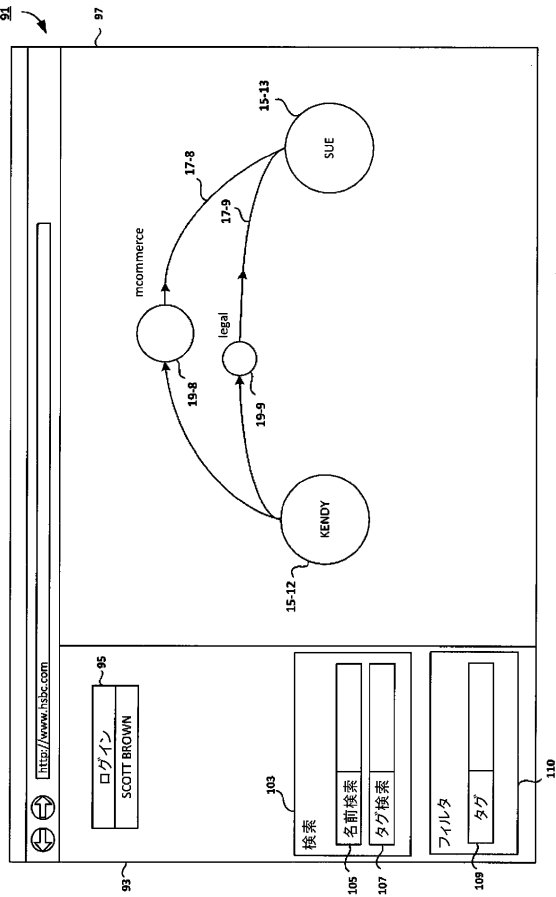 91
97
http://www.hsbc.com
93
ログイン
SCOTT BROWN
95
103
検索
105
名前検索
107
タグ検索
フィルタ
109
タグ
110
mcommerce
19-8
17-8
legal
19-9
17-9
KENDY
15-12
SUE
15-13